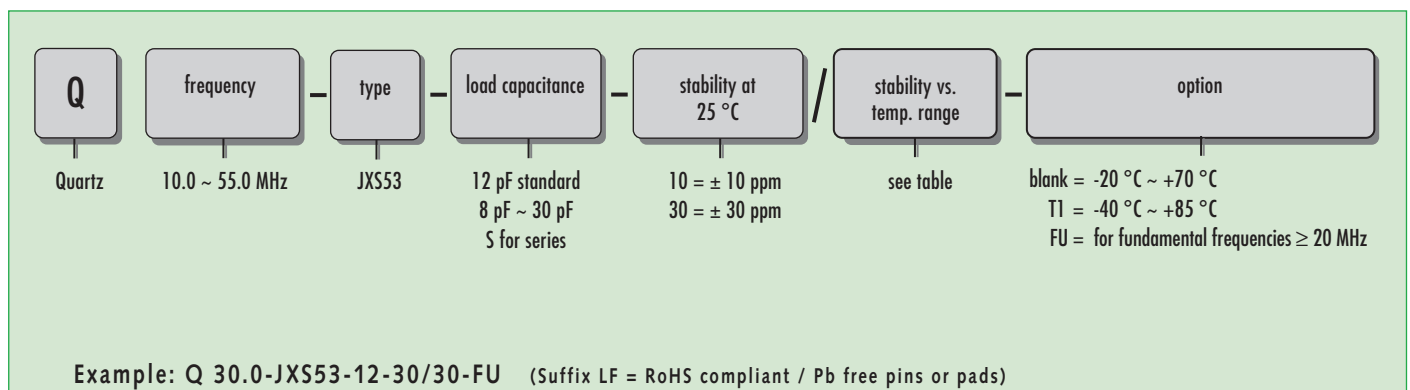 Q frequency – type – load capacitance – stability at 25 °C / stability vs. temp. range – option
Quartz 10.0 ~ 55.0 MHz JXS53 12 pF standard 10 = ± 10 ppm see table blank = -20 °C ~ +70 °C
8 pF ~ 30 pF 30 = ± 30 ppm T1 = -40 °C ~ +85 °C
S for series FU = for fundamental frequencies ≥ 20 MHz
Example: Q 30.0-JXS53-12-30/30-FU (Suffix LF = RoHS compliant / Pb free pins or pads)